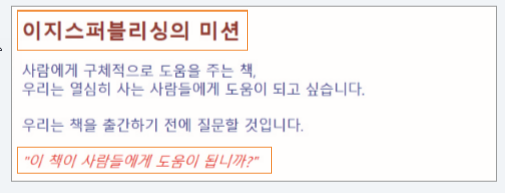 이지스퍼블리싱의 미션
사람에게 구체적으로 도움을 주는 책,
우리는 열심히 사는 사람들에게 도움이 되고 싶습니다.
우리는 책을 출간하기 전에 질문할 것입니다.
"이 책이 사람들에게 도움이 됩니까?"